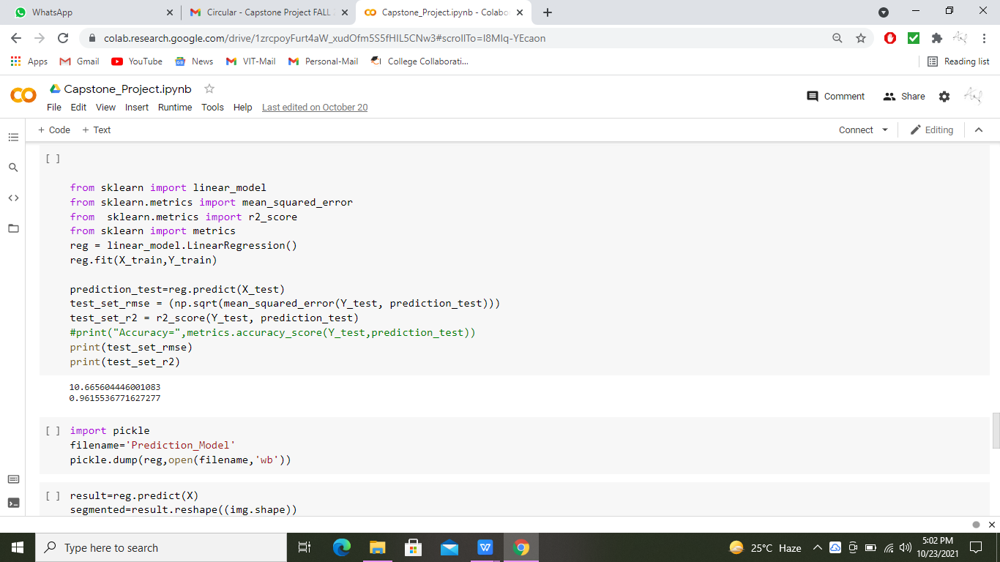 WhatsApp
Circular - Capstone Project FALL
Capstone_Project.ipynb - Colabo
colab.research.google.com/drive/1zrcpoyFurt4aW_xudOfm5S5fHIL5CNw3#scrollTo=I8MIq-YEcaon
Apps Gmail YouTube News VIT-Mail Personal-Mail College Collaborati... Reading list
Capstone_Project.ipynb
Comment Share
File Edit View Insert Runtime Tools Help Last edited on October 20
+ Code + Text Connect Editing
[ ]
from sklearn import linear_model
from sklearn.metrics import mean_squared_error
from  sklearn.metrics import r2_score
from sklearn import metrics
reg = linear_model.LinearRegression()
reg.fit(X_train,Y_train)
prediction_test=reg.predict(X_test)
test_set_rmse = (np.sqrt(mean_squared_error(Y_test, prediction_test)))
test_set_r2 = r2_score(Y_test, prediction_test)
#print("Accuracy=",metrics.accuracy_score(Y_test,prediction_test))
print(test_set_rmse)
print(test_set_r2)
10.665604446001083
0.9615536771627277
[ ] import pickle
filename='Prediction_Model'
pickle.dump(reg,open(filename,'wb'))
[ ] result=reg.predict(X)
segmented=result.reshape((img.shape))
Type here to search
25°C Haze
5:02 PM
10/23/2021